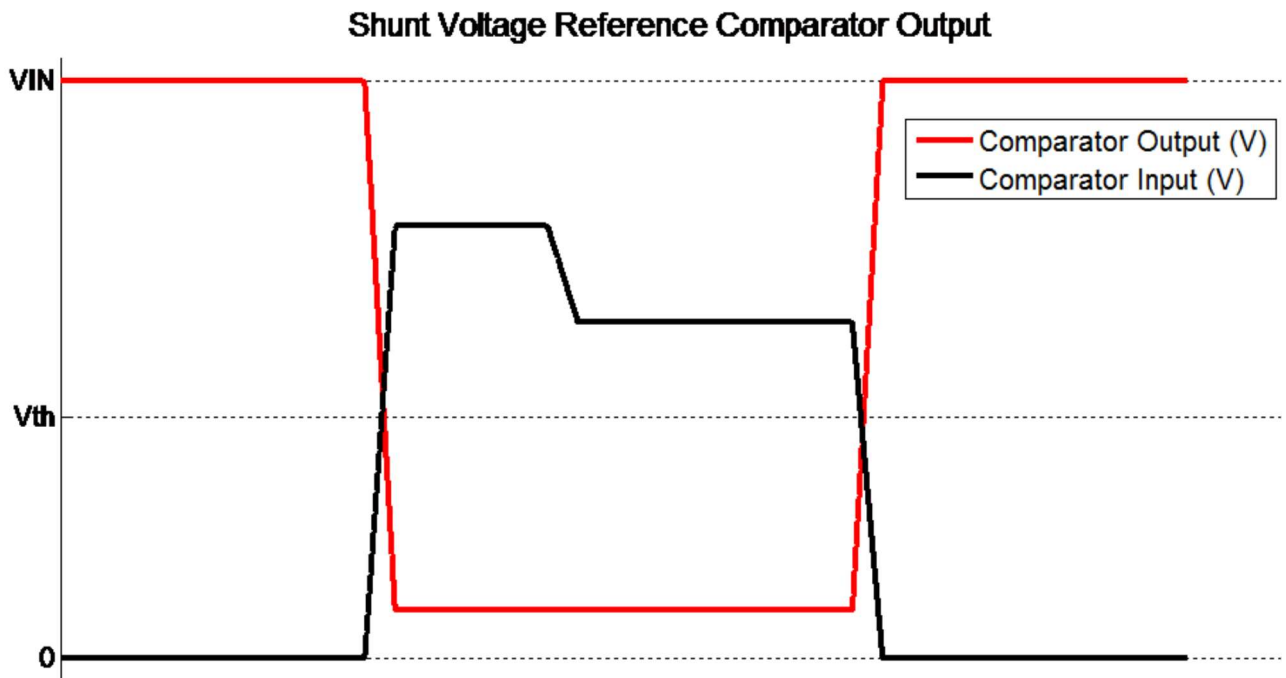 Shunt Voltage Reference Comparator Output
VIN
Comparator Output (V)
Comparator Input (V)
Vth
0